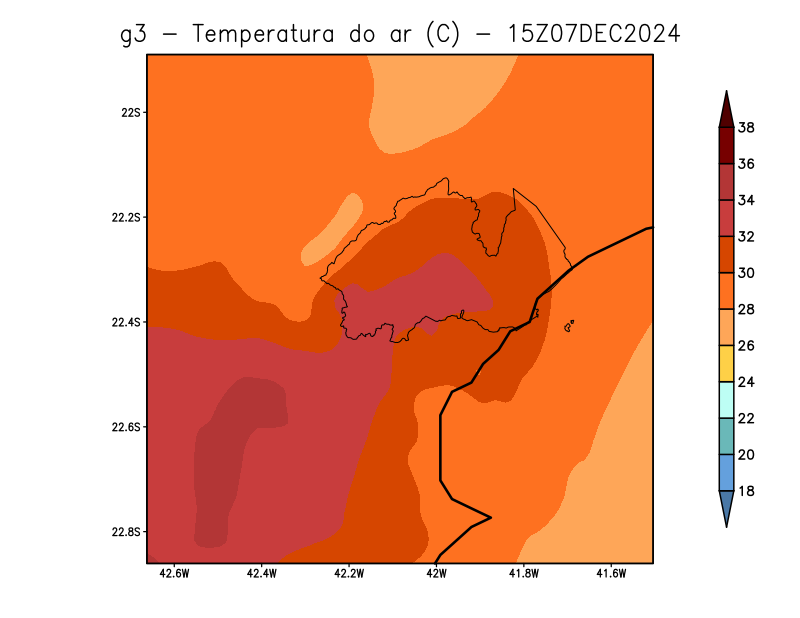 g3 - Temperatura do ar (C) - 15Z07DEC2024
22S
22.2S
22.4S
22.6S
22.8S
42.6W
42.4W
42.2W
42W
41.8W
41.6W
38
36
34
32
30
28
26
24
22
20
18